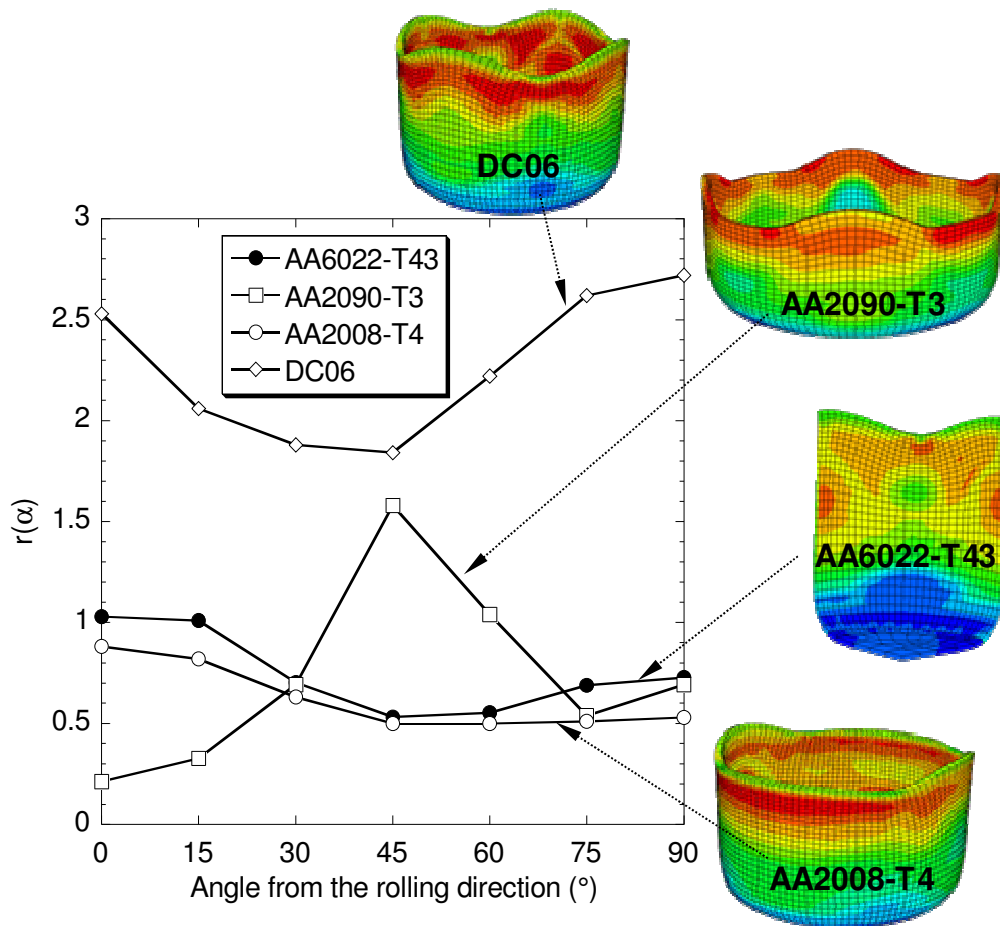 DC06
AA2090-T3
AA6022-T43
AA2008-T4
3
2.5
2
1.5
1
0.5
0
r(α)
AA6022-T43
AA2090-T3
AA2008-T4
DC06
0 15 30 45 60 75 90
Angle from the rolling direction (°)